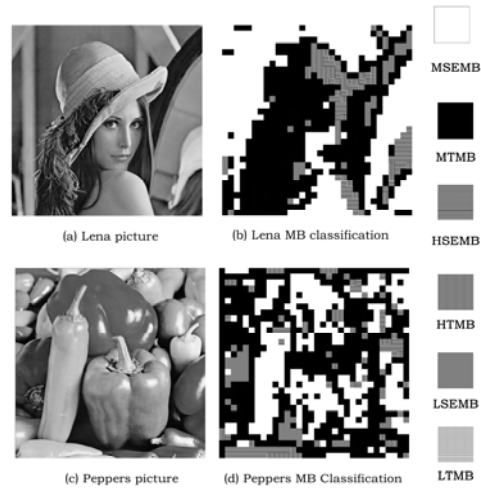 MSEMB
MTMB
HSEMB
(a) Lena picture
(b) Lena MB classification
HTMB
LSEMB
LTMB
(c) Peppers picture
(d) Peppers MB Classification